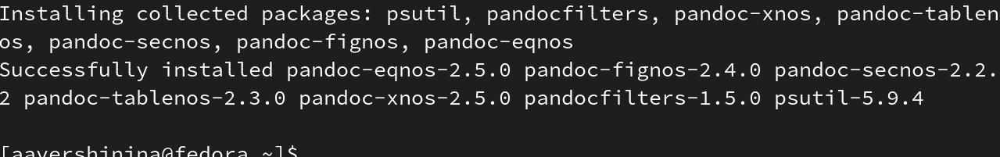 Installing collected packages: psutil, pandocfilters, pandoc-xnos, pandoc-tablen
os, pandoc-secnos, pandoc-fignos, pandoc-eqnos
Successfully installed pandoc-eqnos-2.5.0 pandoc-fignos-2.4.0 pandoc-secnos-2.2.
2 pandoc-tablenos-2.3.0 pandoc-xnos-2.5.0 pandocfilters-1.5.0 psutil-5.9.4
[aavershinina@fedora ~]$